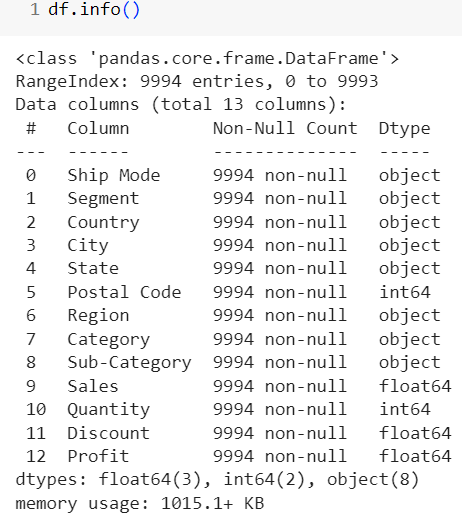 1 df.info()
<class 'pandas.core.frame.DataFrame'>
RangeIndex: 9994 entries, 0 to 9993
Data columns (total 13 columns):
 #   Column        Non-Null Count  Dtype
---  ------        --------------  -----
 0   Ship Mode     9994 non-null   object
 1   Segment       9994 non-null   object
 2   Country       9994 non-null   object
 3   City          9994 non-null   object
 4   State         9994 non-null   object
 5   Postal Code   9994 non-null   int64
 6   Region        9994 non-null   object
 7   Category      9994 non-null   object
 8   Sub-Category  9994 non-null   object
 9   Sales         9994 non-null   float64
 10  Quantity      9994 non-null   int64
 11  Discount      9994 non-null   float64
 12  Profit        9994 non-null   float64
dtypes: float64(3), int64(2), object(8)
memory usage: 1015.1+ KB